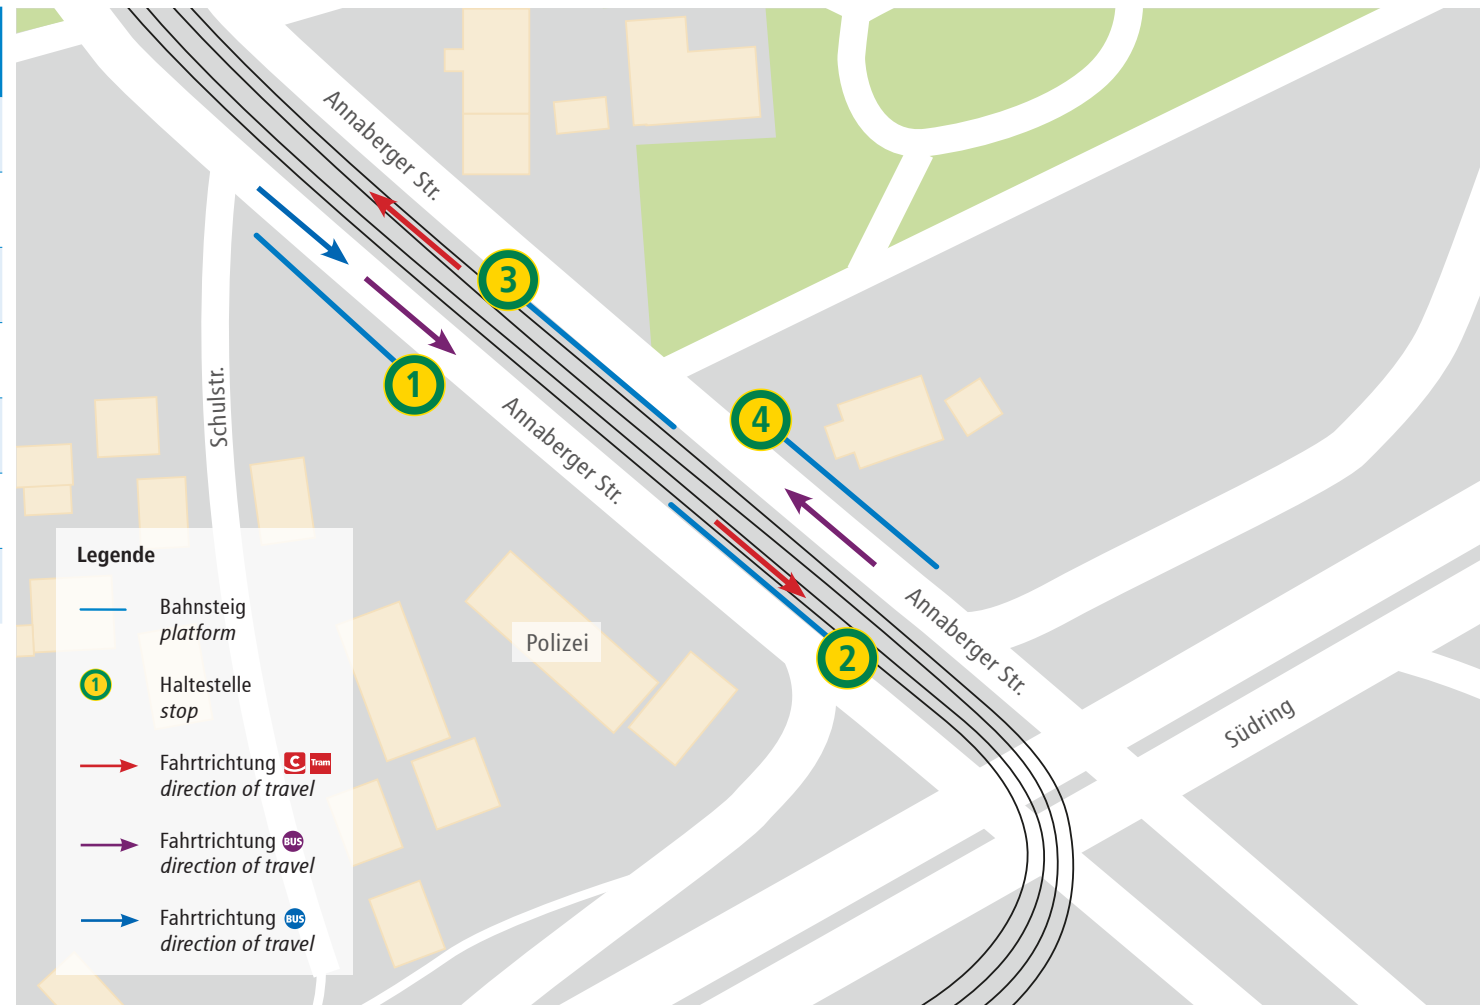 Annaberger Str.
3
1
Schulstr.
Annaberger Str.
4
Legende
Bahnsteig
platform
1
Haltestelle
stop
Fahrtrichtung C Tram
direction of travel
Fahrtrichtung BUS
direction of travel
Fahrtrichtung BUS
direction of travel
Polizei
2
Annaberger Str.
Südring